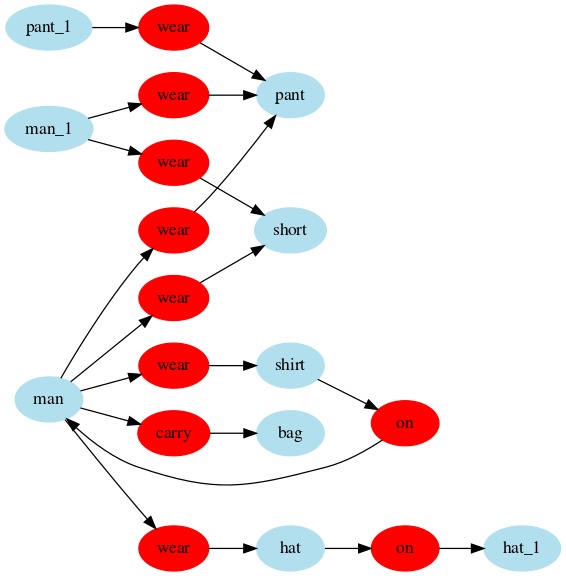 pant_1 wear
wear pant
man_1
wear
wear short
wear
wear shirt
man
carry bag on
wear hat on hat_1